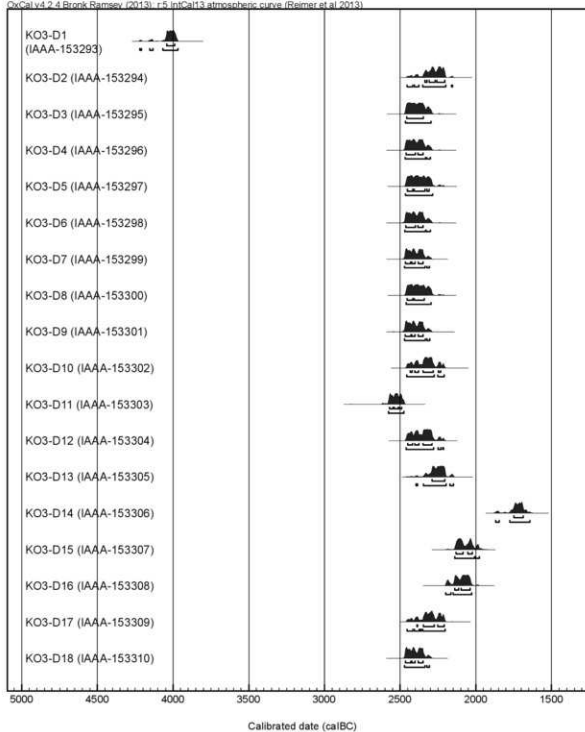 OxCal v4.2.4 Bronk Ramsey (2013); r:5 IntCal13 atmospheric curve (Reimer et al 2013)
KO3-D1
(IAAA-153293)
KO3-D2 (IAAA-153294)
KO3-D3 (IAAA-153295)
KO3-D4 (IAAA-153296)
KO3-D5 (IAAA-153297)
KO3-D6 (IAAA-153298)
KO3-D7 (IAAA-153299)
KO3-D8 (IAAA-153300)
KO3-D9 (IAAA-153301)
KO3-D10 (IAAA-153302)
KO3-D11 (IAAA-153303)
KO3-D12 (IAAA-153304)
KO3-D13 (IAAA-153305)
KO3-D14 (IAAA-153306)
KO3-D15 (IAAA-153307)
KO3-D16 (IAAA-153308)
KO3-D17 (IAAA-153309)
KO3-D18 (IAAA-153310)
5000 4500 4000 3500 3000 2500 2000 1500
Calibrated date (calBC)